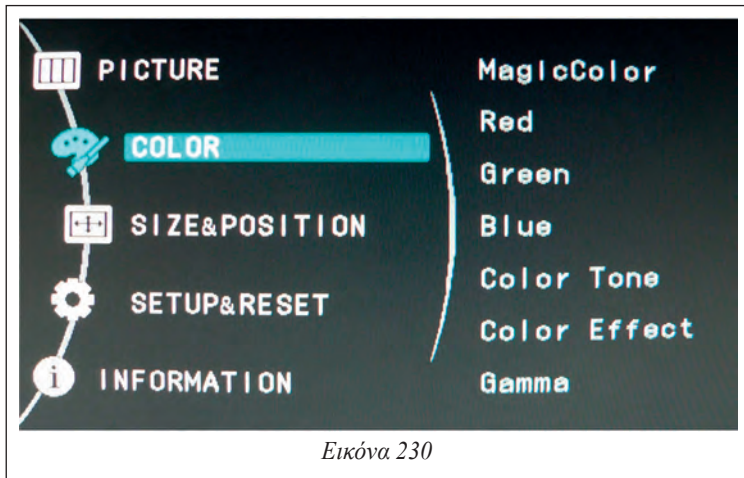 PICTURE
COLOR
SIZE&POSITION
SETUP&RESET
INFORMATION
MagicColor
Red
Green
Blue
Color Tone
Color Effect
Gamma
Εικόνα 230